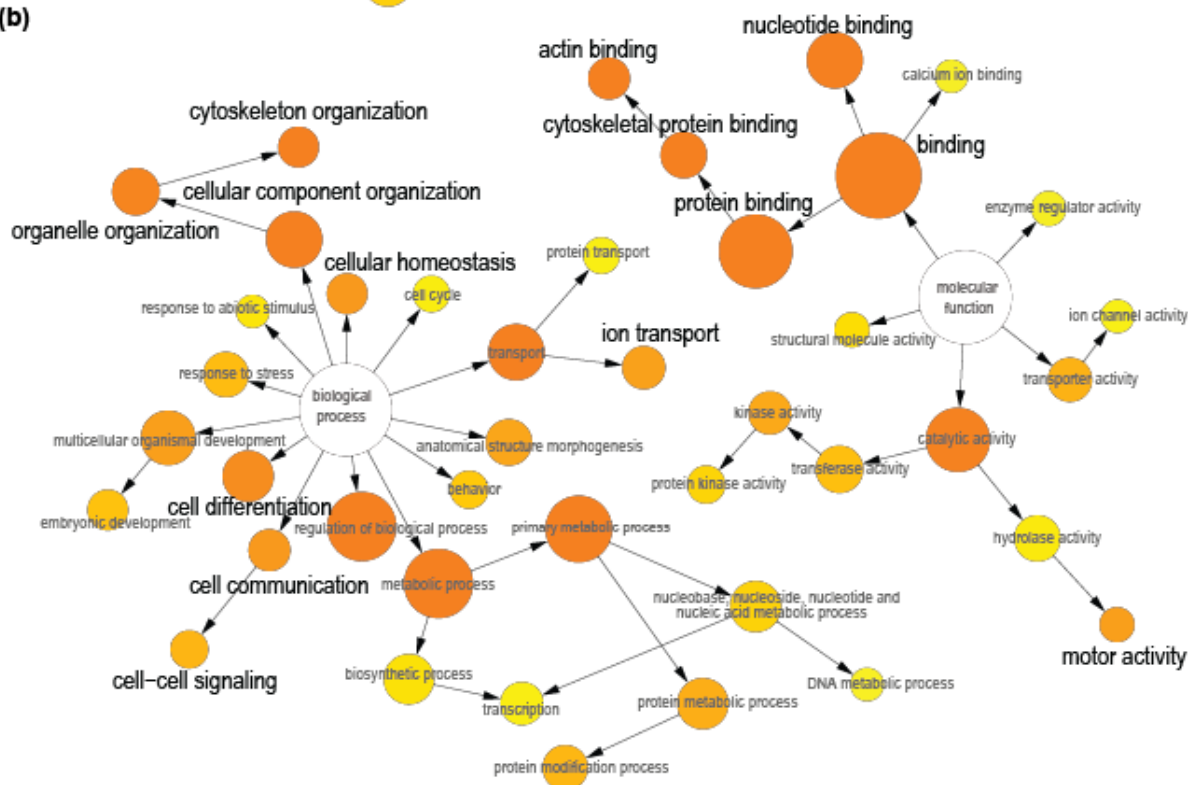 (b)
nucleotide binding
actin binding
calcium ion binding
cytoskeleton organization
cytoskeletal protein binding
binding
cellular component organization
protein binding
enzyme regulator activity
organelle organization
protein transport
cellular homeostasis
cell cycle
molecular
function
response to abiotic stimulus
ion channel activity
ion transport
structural molecule activity
transport
response to stress
transporter activity
biological
process
kinase activity
multicellular organismal development
anatomical structure morphogenesis
catalytic activity
transferase activity
protein kinase activity
behavior
cell differentiation
embryonic development
regulation of biological process
primary metabolic process
hydrolase activity
cell communication
metabolic process
nucleobase, nucleoside, nucleotide and
nucleic acid metabolic process
motor activity
cell-cell signaling
biosynthetic process
DNA metabolic process
transcription
protein metabolic process
protein modification process